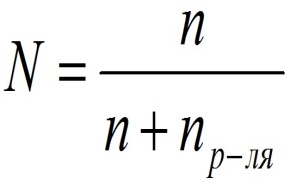 N = n / (n + n_{р-ля})